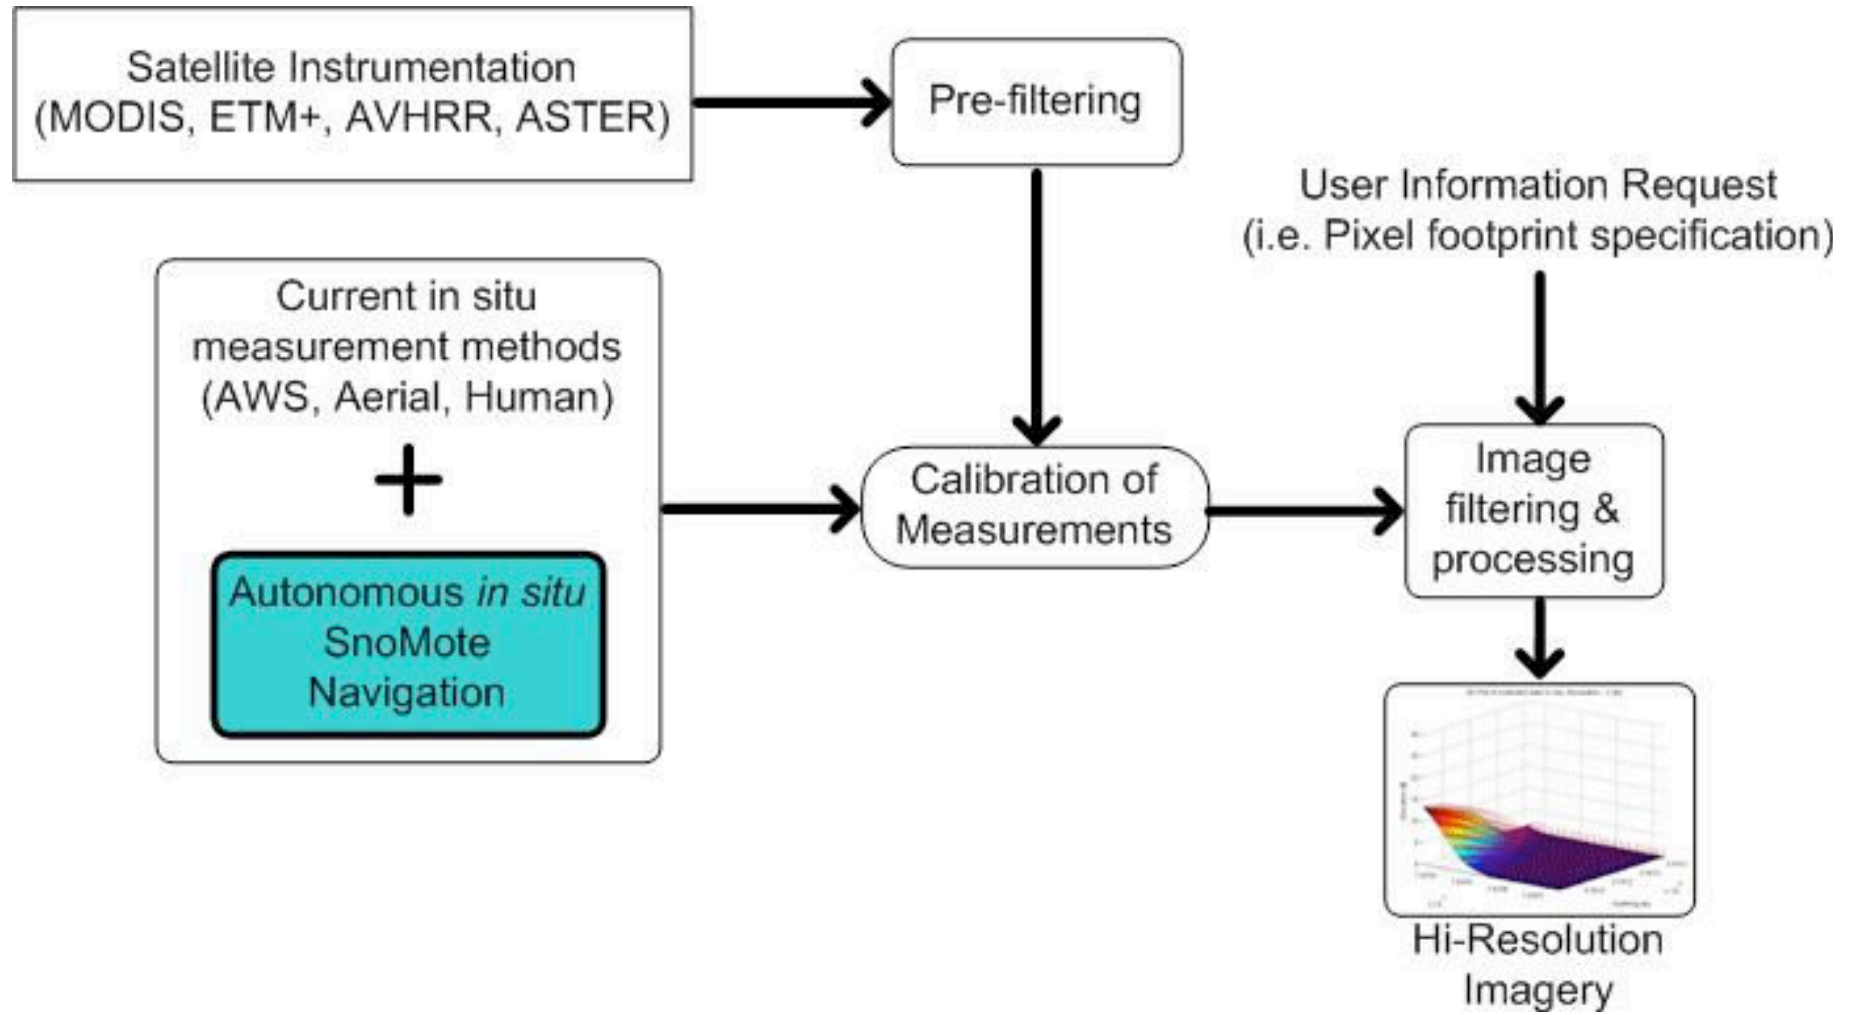 Satellite Instrumentation
(MODIS, ETM+, AVHRR, ASTER)
Pre-filtering
User Information Request
(i.e. Pixel footprint specification)
Current in situ
measurement methods
(AWS, Aerial, Human)
+
Autonomous in situ
SnoMote
Navigation
Calibration of
Measurements
Image
filtering &
processing
Hi-Resolution
Imagery